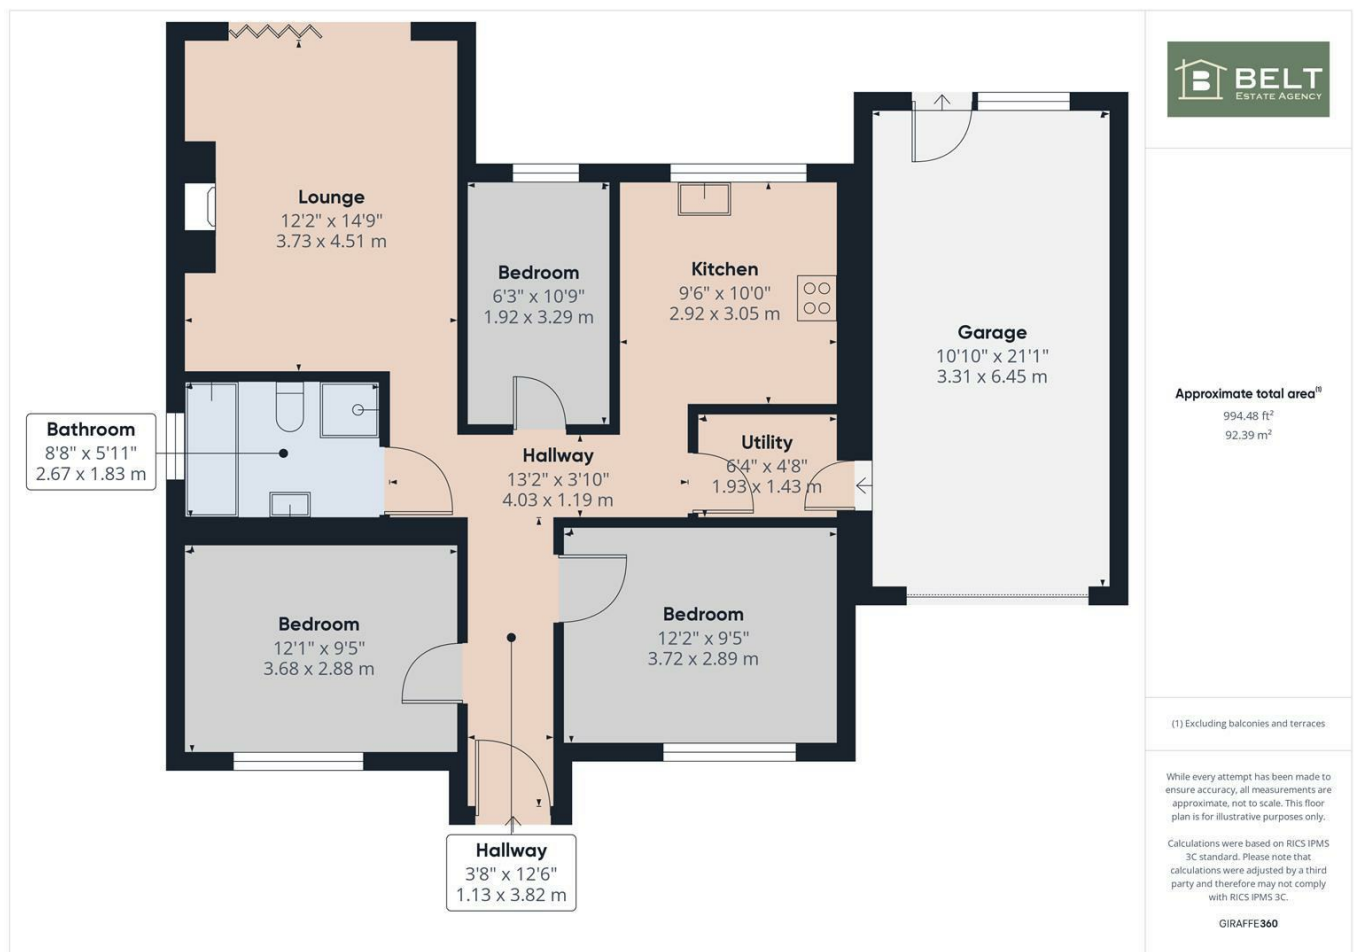 Lounge
12'2" x 14'9"
3.73 x 4.51 m
Bedroom
6'3" x 10'9"
1.92 x 3.29 m
Kitchen
9'6" x 10'0"
2.92 x 3.05 m
Garage
10'10" x 21'1"
3.31 x 6.45 m
Bathroom
8'8" x 5'11"
2.67 x 1.83 m
Hallway
13'2" x 3'10"
4.03 x 1.19 m
Utility
6'4" x 4'8"
1.93 x 1.43 m
Bedroom
12'1" x 9'5"
3.68 x 2.88 m
Bedroom
12'2" x 9'5"
3.72 x 2.89 m
Hallway
3'8" x 12'6"
1.13 x 3.82 m
B BELT
ESTATE AGENCY
Approximate total area⁽¹⁾
994.48 ft²
92.39 m²
(1) Excluding balconies and terraces
While every attempt has been made to
ensure accuracy, all measurements are
approximate, not to scale. This floor
plan is for illustrative purposes only.
Calculations were based on RICS IPMS
3C standard. Please note that
calculations were adjusted by a third
party and therefore may not comply
with RICS IPMS 3C.
GIRAFFE360